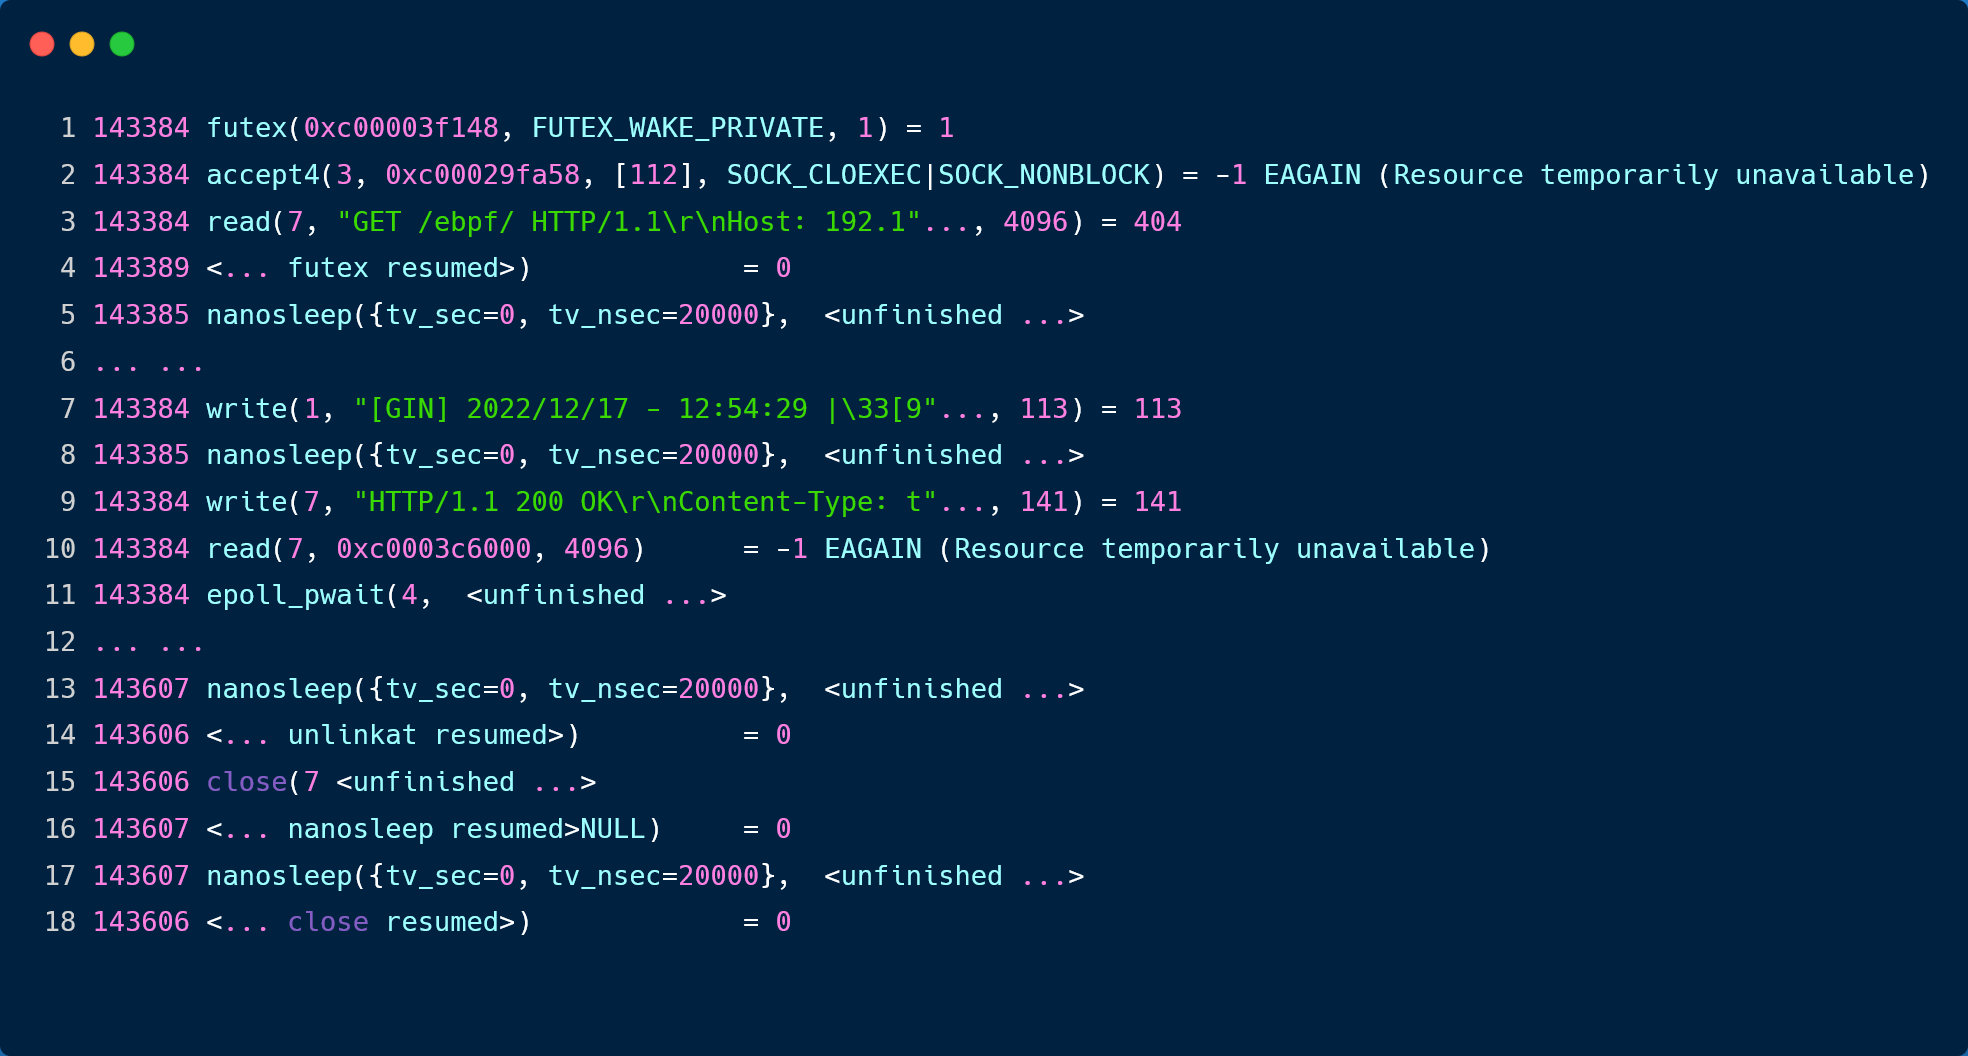 1 143384 futex(0xc00003f148, FUTEX_WAKE_PRIVATE, 1) = 1
2 143384 accept4(3, 0xc00029fa58, [112], SOCK_CLOEXEC|SOCK_NONBLOCK) = -1 EAGAIN (Resource temporarily unavailable)
3 143384 read(7, "GET /ebpf/ HTTP/1.1\r\nHost: 192.1"..., 4096) = 404
4 143389 <... futex resumed>)             = 0
5 143385 nanosleep({tv_sec=0, tv_nsec=20000},  <unfinished ...>
6 ... ...
7 143384 write(1, "[GIN] 2022/12/17 - 12:54:29 |\33[9"..., 113) = 113
8 143385 nanosleep({tv_sec=0, tv_nsec=20000},  <unfinished ...>
9 143384 write(7, "HTTP/1.1 200 OK\r\nContent-Type: t"..., 141) = 141
10 143384 read(7, 0xc0003c6000, 4096)      = -1 EAGAIN (Resource temporarily unavailable)
11 143384 epoll_pwait(4,  <unfinished ...>
12 ... ...
13 143607 nanosleep({tv_sec=0, tv_nsec=20000},  <unfinished ...>
14 143606 <... unlinkat resumed>)          = 0
15 143606 close(7 <unfinished ...>
16 143607 <... nanosleep resumed>NULL)     = 0
17 143607 nanosleep({tv_sec=0, tv_nsec=20000},  <unfinished ...>
18 143606 <... close resumed>)             = 0